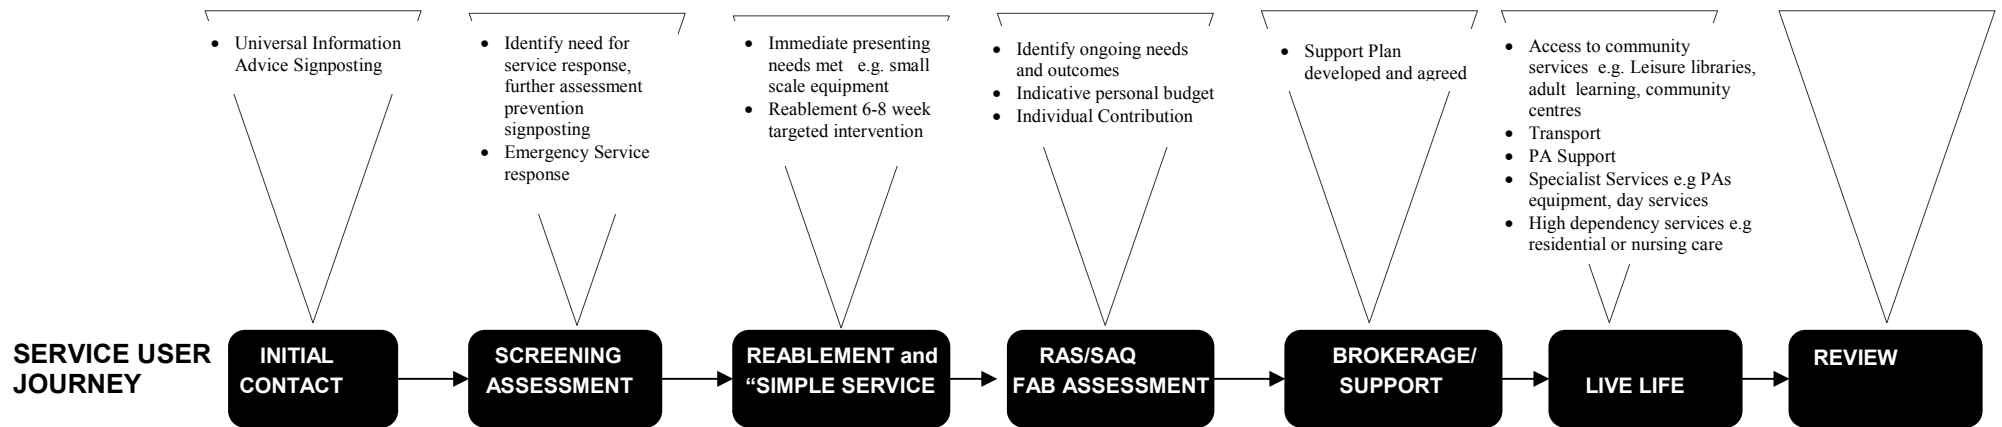 • Universal Information
Advice Signposting
• Identify need for
service response,
further assessment
prevention
signposting
• Emergency Service
response
• Immediate presenting
needs met e.g. small
scale equipment
• Reablement 6-8 week
targeted intervention
• Identify ongoing needs
and outcomes
• Indicative personal budget
• Individual Contribution
• Support Plan
developed and agreed
• Access to community
services e.g. Leisure libraries,
adult learning, community
centres
• Transport
• PA Support
• Specialist Services e.g PAs
equipment, day services
• High dependency services e.g
residential or nursing care
SERVICE USER
JOURNEY
INITIAL
CONTACT
SCREENING
ASSESSMENT
REABLEMENT and
“SIMPLE SERVICE
RAS/SAQ
FAB ASSESSMENT
BROKERAGE/
SUPPORT
LIVE LIFE
REVIEW